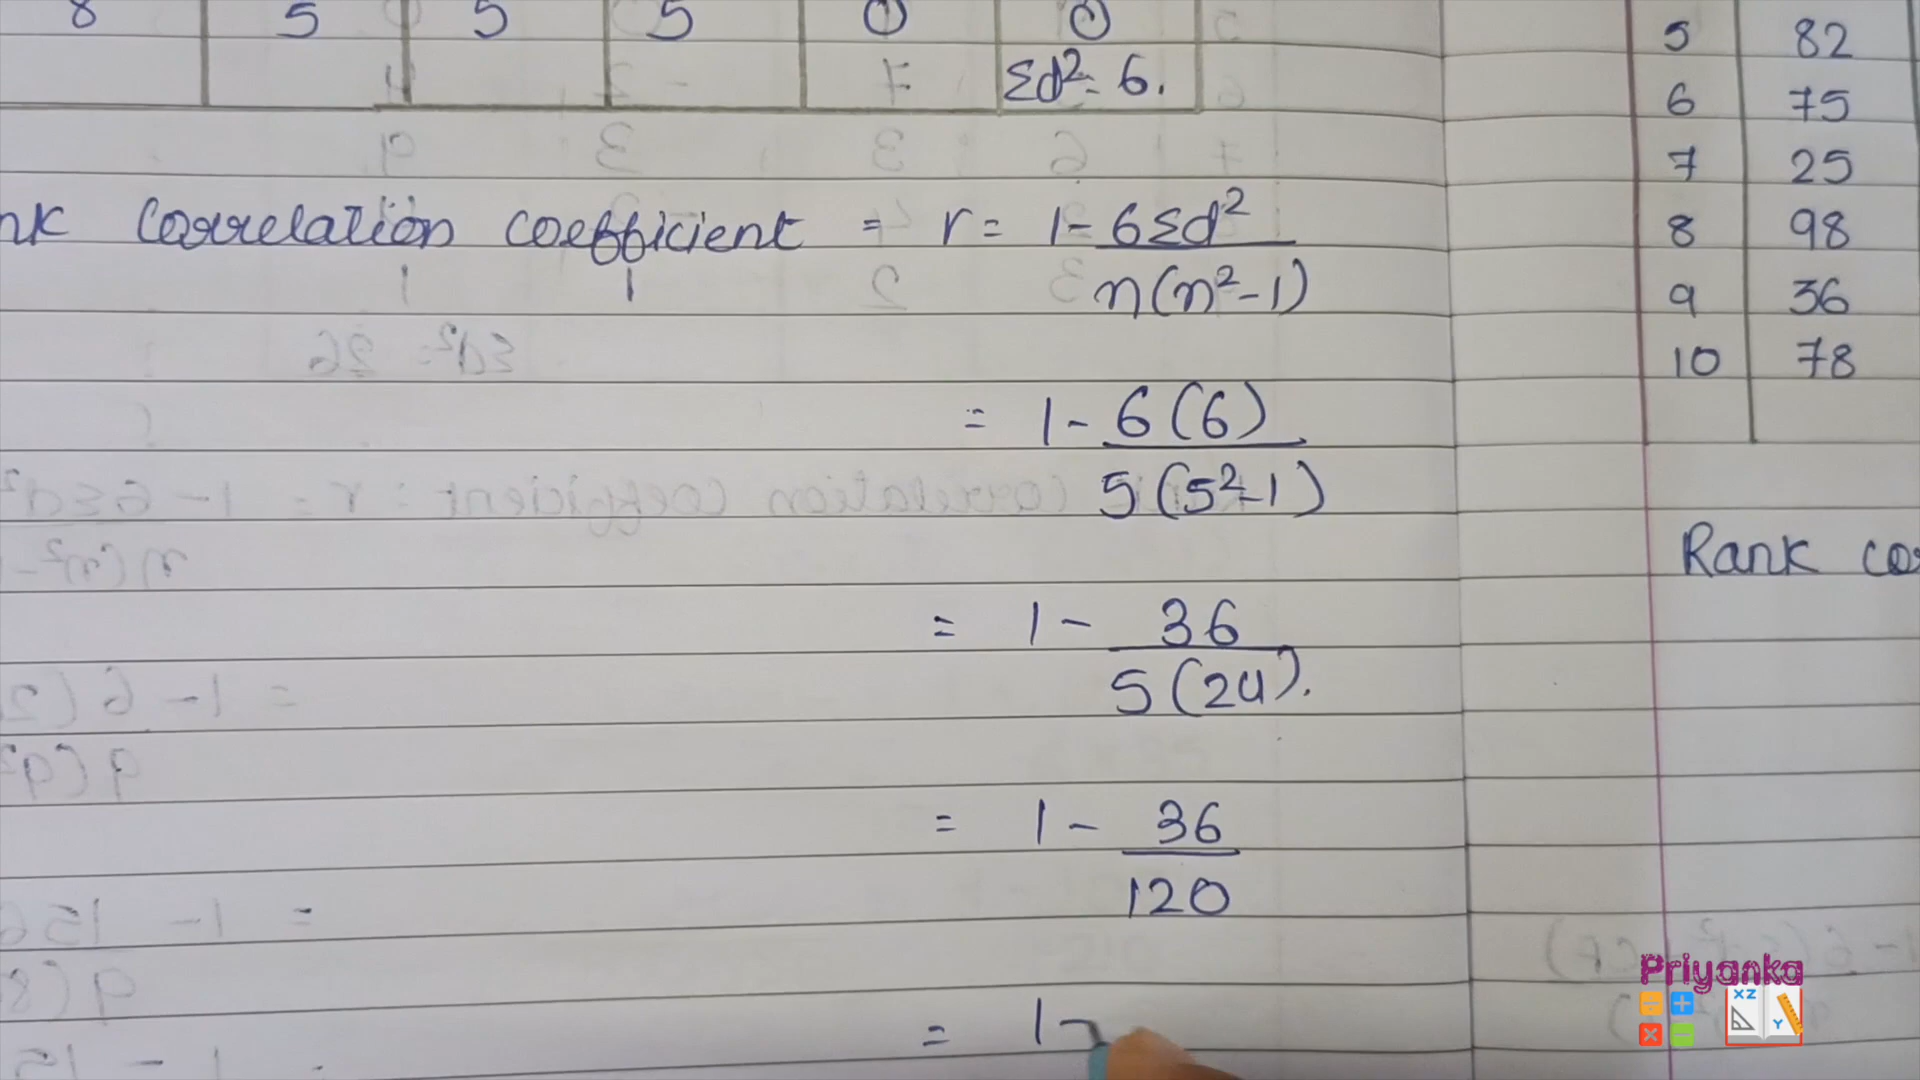 8 5 5 5 0 0
Σd²= 6.
nk correlation coefficient = r = 1- 6Σd²
n(n²-1)
= 1- 6(6)
5(5²-1)
= 1- 36
5(24).
= 1- 36
120
= 1-
5 82
6 75
7 25
8 98
9 36
10 78
Rank co
Priyanka
XZ
Y